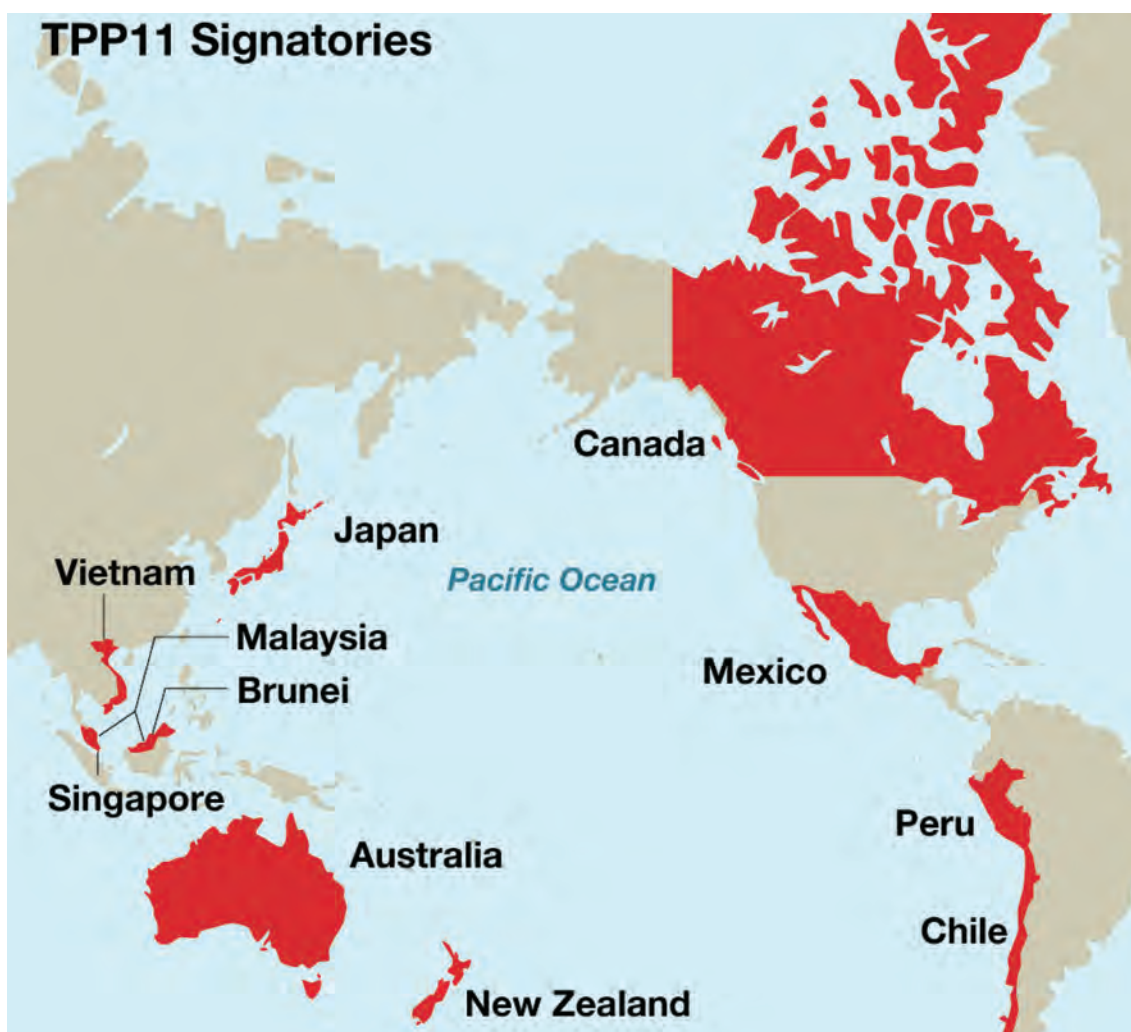 TPP11 Signatories
Canada
Japan
Vietnam
Pacific Ocean
Malaysia
Mexico
Brunei
Singapore
Peru
Australia
Chile
New Zealand